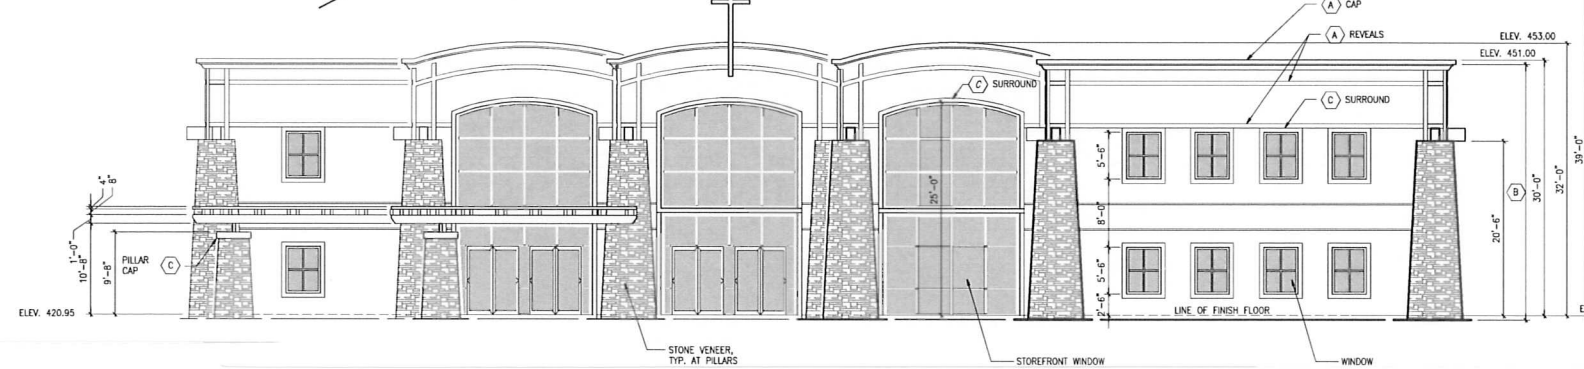 A CAP
A REVEALS
ELEV. 453.00
ELEV. 451.00
C SURROUND
C SURROUND
5'-6"
39'-0"
4"
8"
25'-0"
B
30'-0"
32'-0"
8'-0"
20'-6"
1'-0"
10'-8"
9'-8"
PILLAR
CAP
C
5'-6"
2'-6"
ELEV. 420.95
LINE OF FINISH FLOOR
STONE VENEER,
TYP. AT PILLARS
STOREFRONT WINDOW
WINDOW